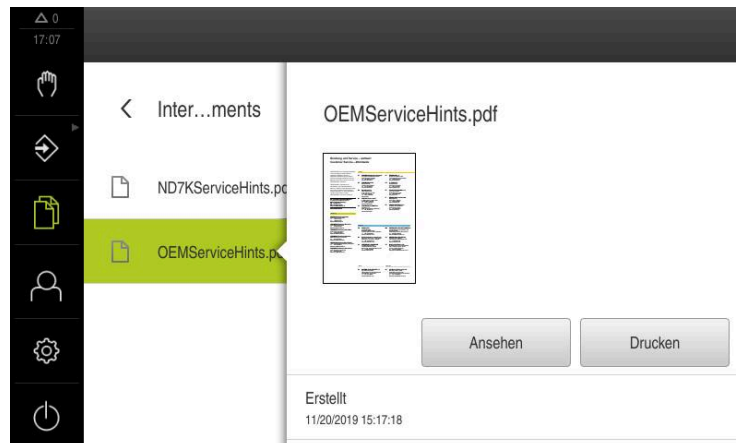 0
17:07
Inter…ments
ND7KServiceHints.pd
OEMServiceHints.pd
OEMServiceHints.pdf
Ansehen
Drucken
Erstellt
11/20/2019 15:17:18